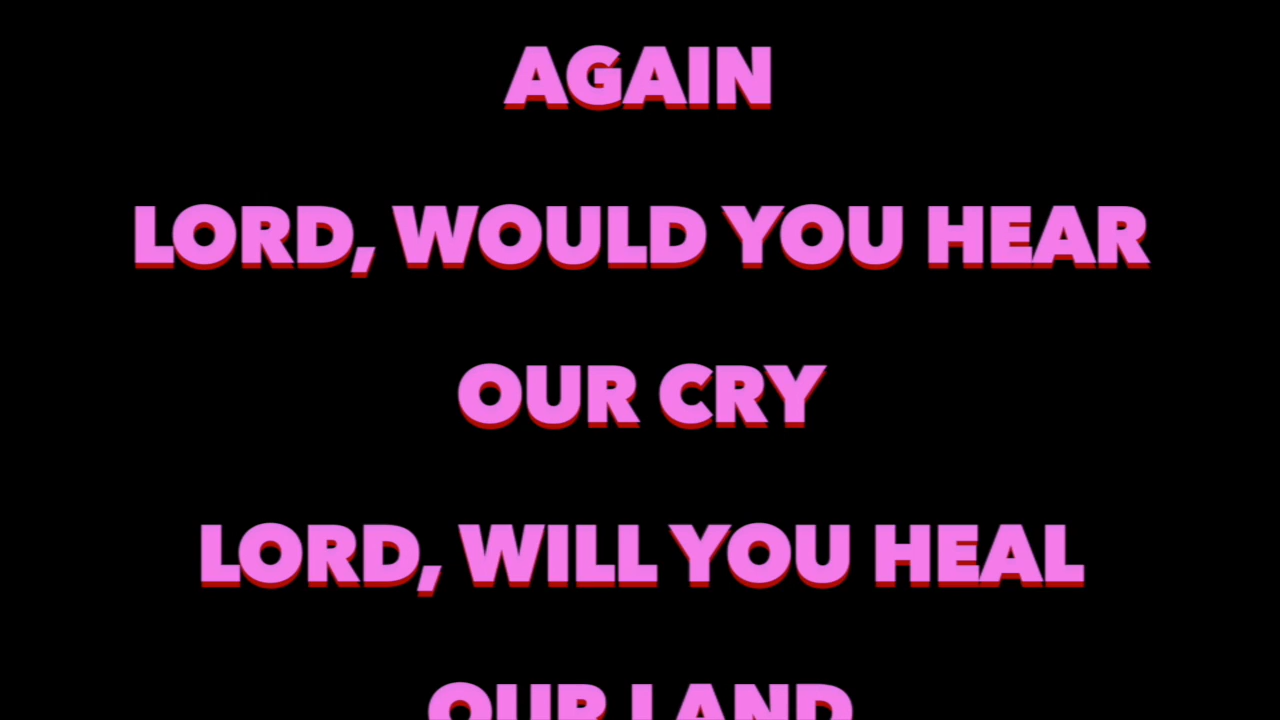 AGAIN
LORD, WOULD YOU HEAR
OUR CRY
LORD, WILL YOU HEAL
OUR LAND